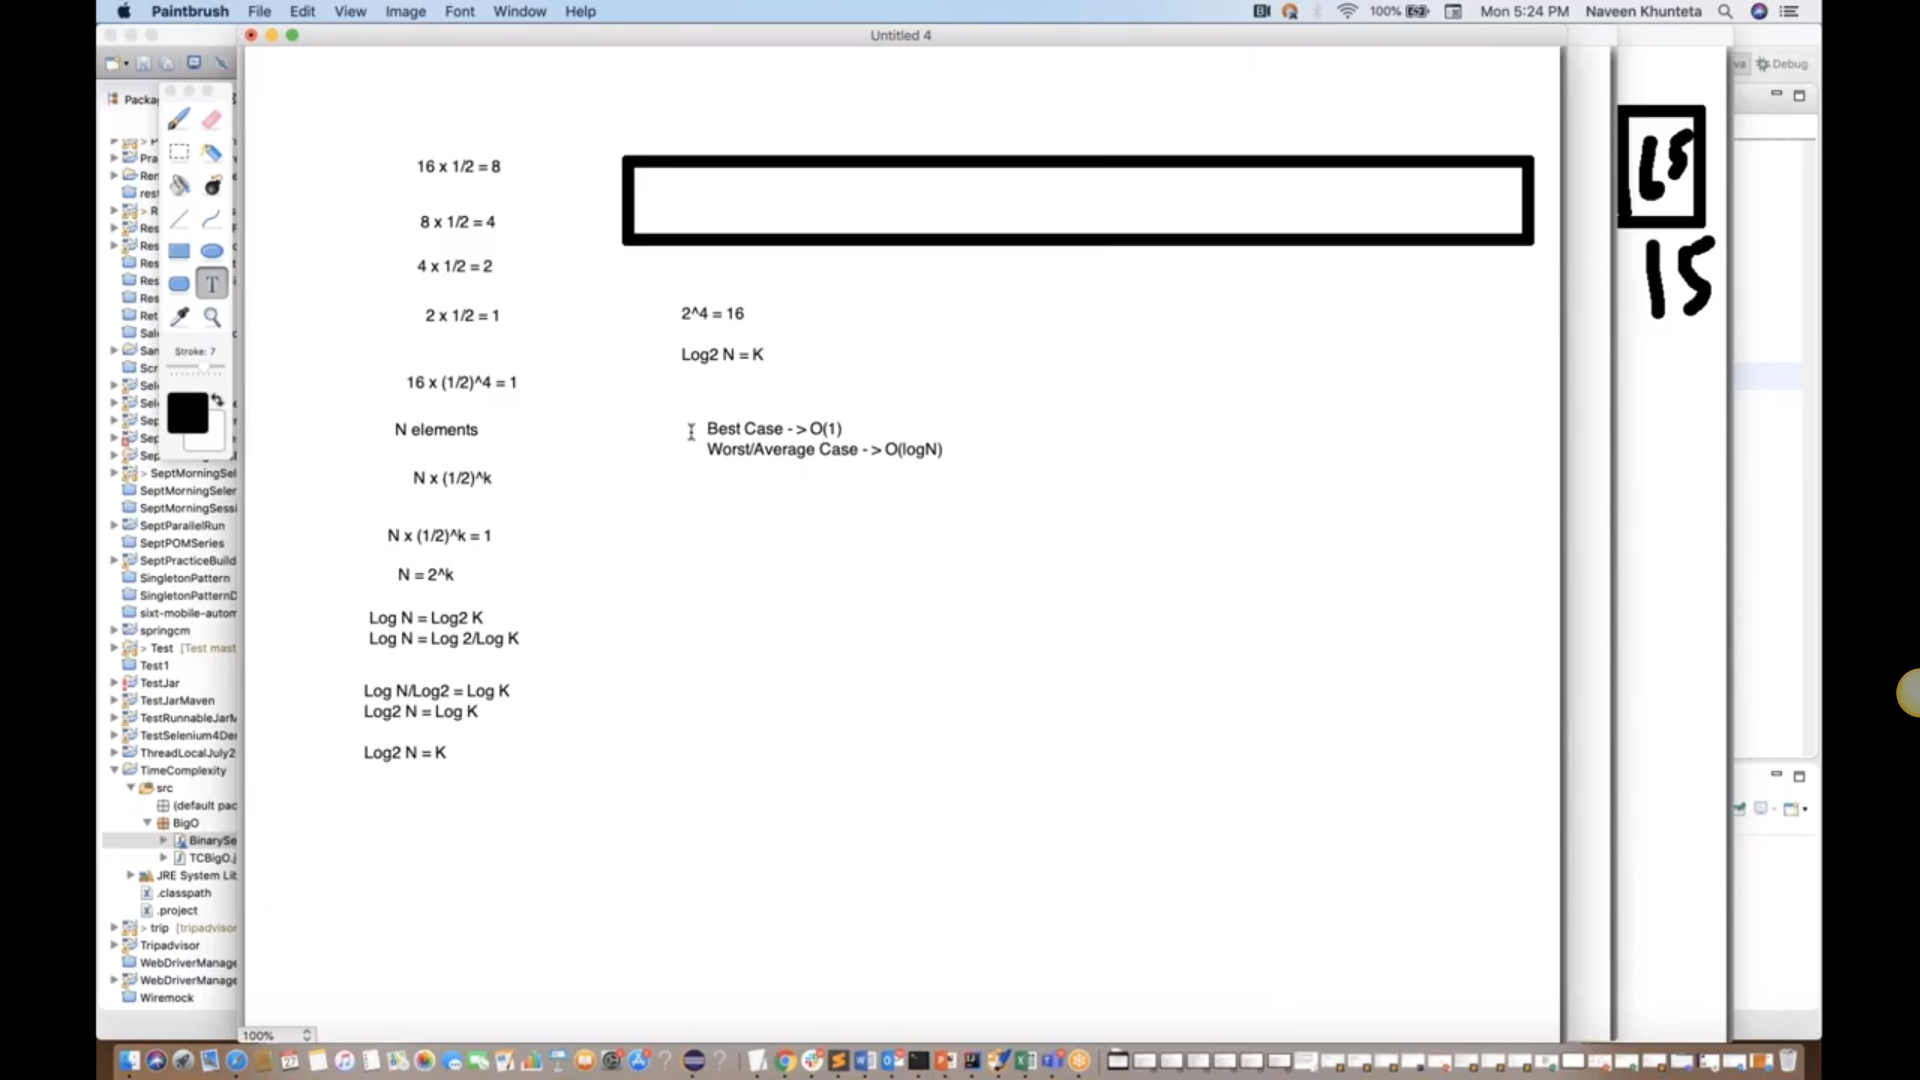 Paintbrush File Edit View Image Font Window Help
100% Mon 5:24 PM Naveen Khunteta
Untitled 4
Debug
Packa
Stroke: 7
SeptMorningSel
SeptMorningSeler
SeptMorningSessi
SeptParallelRun
SeptPOMSeries
SeptPracticeBuild
SingletonPattern
SingletonPatternD
sixt-mobile-autom
springcm
> Test [Test mast
Test1
TestJar
TestJarMaven
TestRunnableJarM
TestSelenium4Der
ThreadLocalJuly2
TimeComplexity
src
(default pac
BigO
BinarySe
TCBigO.j
JRE System Lib
.classpath
.project
> trip [tripadvisor
Tripadvisor
WebDriverManage
WebDriverManage
Wiremock
16 x 1/2 = 8
8 x 1/2 = 4
4 x 1/2 = 2
2 x 1/2 = 1
16 x (1/2)^4 = 1
N elements
N x (1/2)^k
N x (1/2)^k = 1
N = 2^k
Log N = Log2 K
Log N = Log 2/Log K
Log N/Log2 = Log K
Log2 N = Log K
Log2 N = K
2^4 = 16
Log2 N = K
Best Case - > O(1)
Worst/Average Case - > O(logN)
65
15
100%